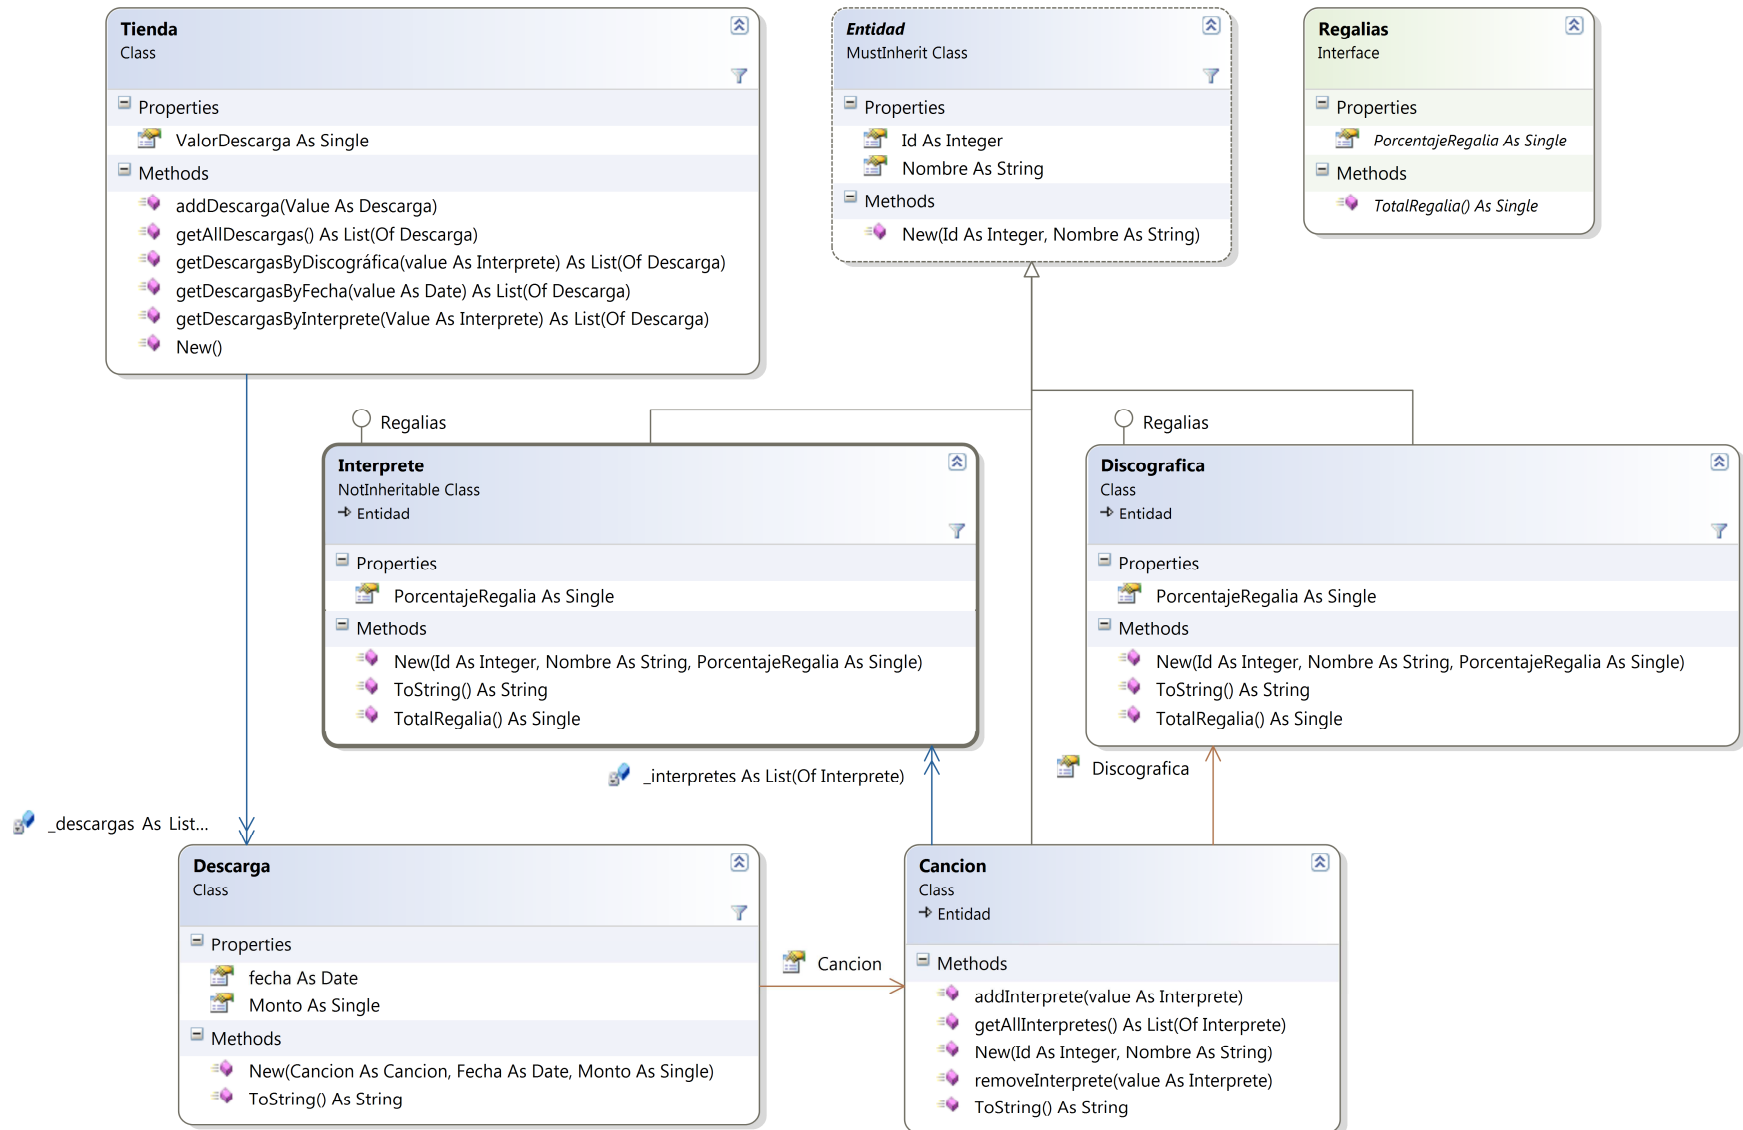 Tienda
Class
Properties
ValorDescarga As Single
Methods
addDescarga(Value As Descarga)
getAllDescargas() As List(Of Descarga)
getDescargasByDiscográfica(value As Interprete) As List(Of Descarga)
getDescargasByFecha(value As Date) As List(Of Descarga)
getDescargasByInterprete(Value As Interprete) As List(Of Descarga)
New()
Entidad
MustInherit Class
Properties
Id As Integer
Nombre As String
Methods
New(Id As Integer, Nombre As String)
Regalias
Interface
Properties
PorcentajeRegalia As Single
Methods
TotalRegalia() As Single
Regalias
Interprete
NotInheritable Class
Entidad
Properties
PorcentajeRegalia As Single
Methods
New(Id As Integer, Nombre As String, PorcentajeRegalia As Single)
ToString() As String
TotalRegalia() As Single
Regalias
Discografica
Class
Entidad
Properties
PorcentajeRegalia As Single
Methods
New(Id As Integer, Nombre As String, PorcentajeRegalia As Single)
ToString() As String
TotalRegalia() As Single
_interpretes As List(Of Interprete)
Discografica
_descargas As List...
Descarga
Class
Properties
fecha As Date
Monto As Single
Methods
New(Cancion As Cancion, Fecha As Date, Monto As Single)
ToString() As String
Cancion
Cancion
Class
Entidad
Methods
addInterprete(value As Interprete)
getAllInterpretes() As List(Of Interprete)
New(Id As Integer, Nombre As String)
removeInterprete(value As Interprete)
ToString() As String